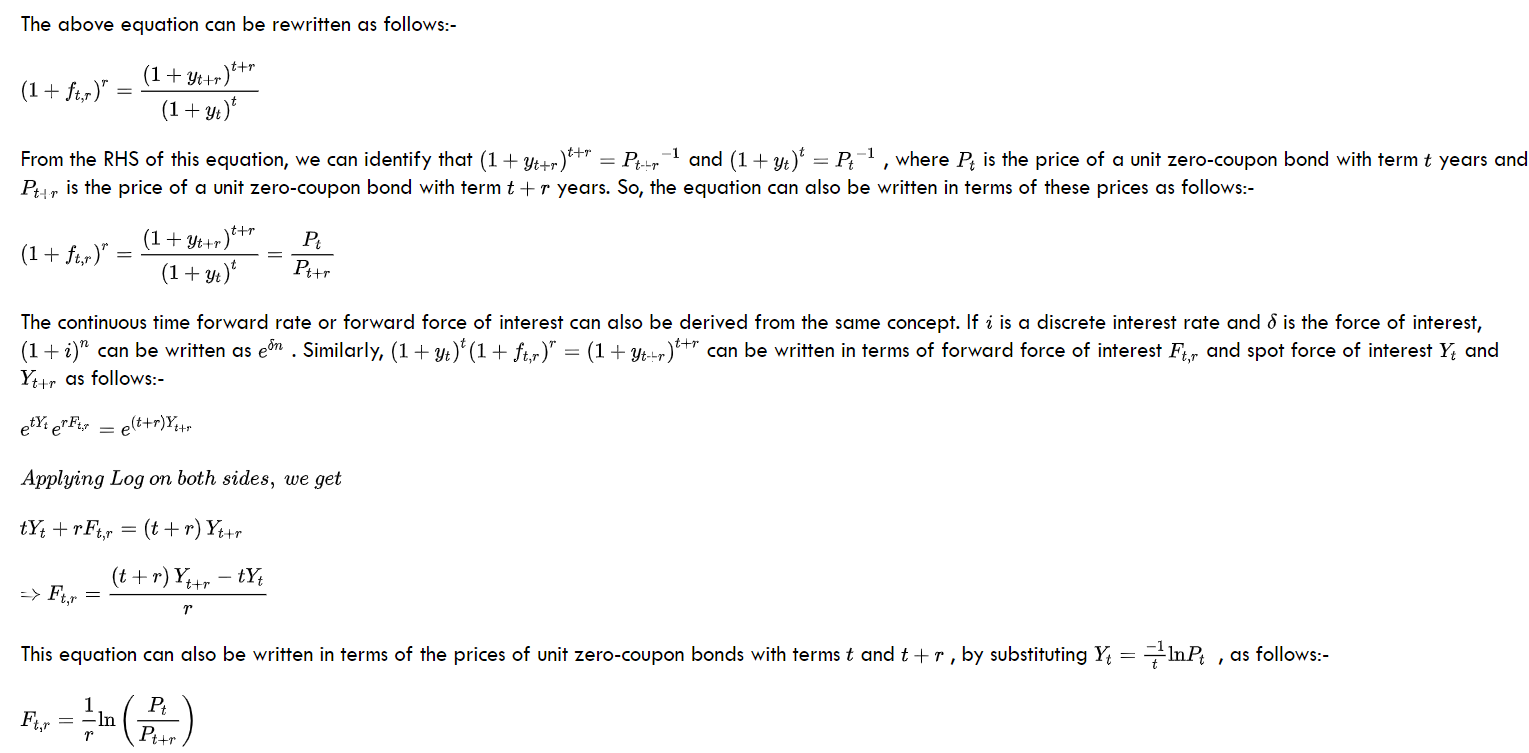 The above equation can be rewritten as follows:-
(1 + f_{t,r})^r = \frac{(1 + y_{t+r})^{t+r}}{(1 + y_t)^t}
From the RHS of this equation, we can identify that (1 + y_{t+r})^{t+r} = P_{t+r}^{-1} and (1 + y_t)^t = P_t^{-1} , where P_t is the price of a unit zero-coupon bond with term t years and
P_{t+r} is the price of a unit zero-coupon bond with term t + r years. So, the equation can also be written in terms of these prices as follows:-
(1 + f_{t,r})^r = \frac{(1 + y_{t+r})^{t+r}}{(1 + y_t)^t} = \frac{P_t}{P_{t+r}}
The continuous time forward rate or forward force of interest can also be derived from the same concept. If i is a discrete interest rate and δ is the force of interest,
(1 + i)^n can be written as e^{δn} . Similarly, (1 + y_t)^t (1 + f_{t,r})^r = (1 + y_{t+r})^{t+r} can be written in terms of forward force of interest F_{t,r} and spot force of interest Y_t and
Y_{t+r} as follows:-
e^{tY_t} e^{rF_{t,r}} = e^{(t+r)Y_{t+r}}
Applying Log on both sides, we get
tY_t + rF_{t,r} = (t + r) Y_{t+r}
=> F_{t,r} = \frac{(t + r) Y_{t+r} - tY_t}{r}
This equation can also be written in terms of the prices of unit zero-coupon bonds with terms t and t + r , by substituting Y_t = \frac{-1}{t} ln P_t , as follows:-
F_{t,r} = \frac{1}{r} ln \left( \frac{P_t}{P_{t+r}} \right)